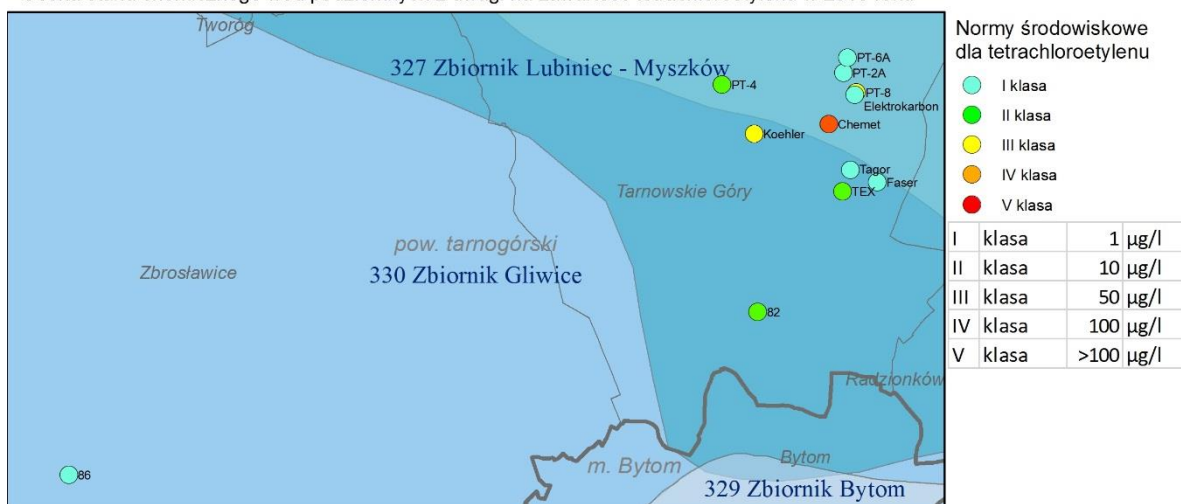 Tworóg
327 Zbiornik Lubiniec - Myszków
PT-6A
PT-2A
PT-4
PT-8
Elektrokarbon
Chemet
Koehler
Tagor
Faser
TEX
Tarnowskie Góry
pow. tarnogórski
Zbrosławice
330 Zbiornik Gliwice
82
Radzionków
86
m. Bytom
Bytom
329 Zbiornik Bytom
Normy środowiskowe
dla tetrachloroetylenu
I klasa
II klasa
III klasa
IV klasa
V klasa
I klasa 1 µg/l
II klasa 10 µg/l
III klasa 50 µg/l
IV klasa 100 µg/l
V klasa >100 µg/l